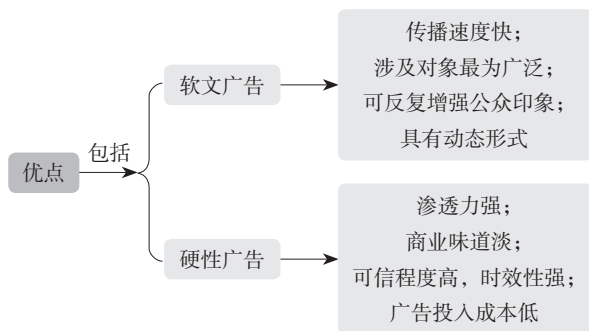 优点
包括
软文广告
传播速度快；
涉及对象最为广泛；
可反复增强公众印象；
具有动态形式
硬性广告
渗透力强；
商业味道淡；
可信程度高，时效性强；
广告投入成本低